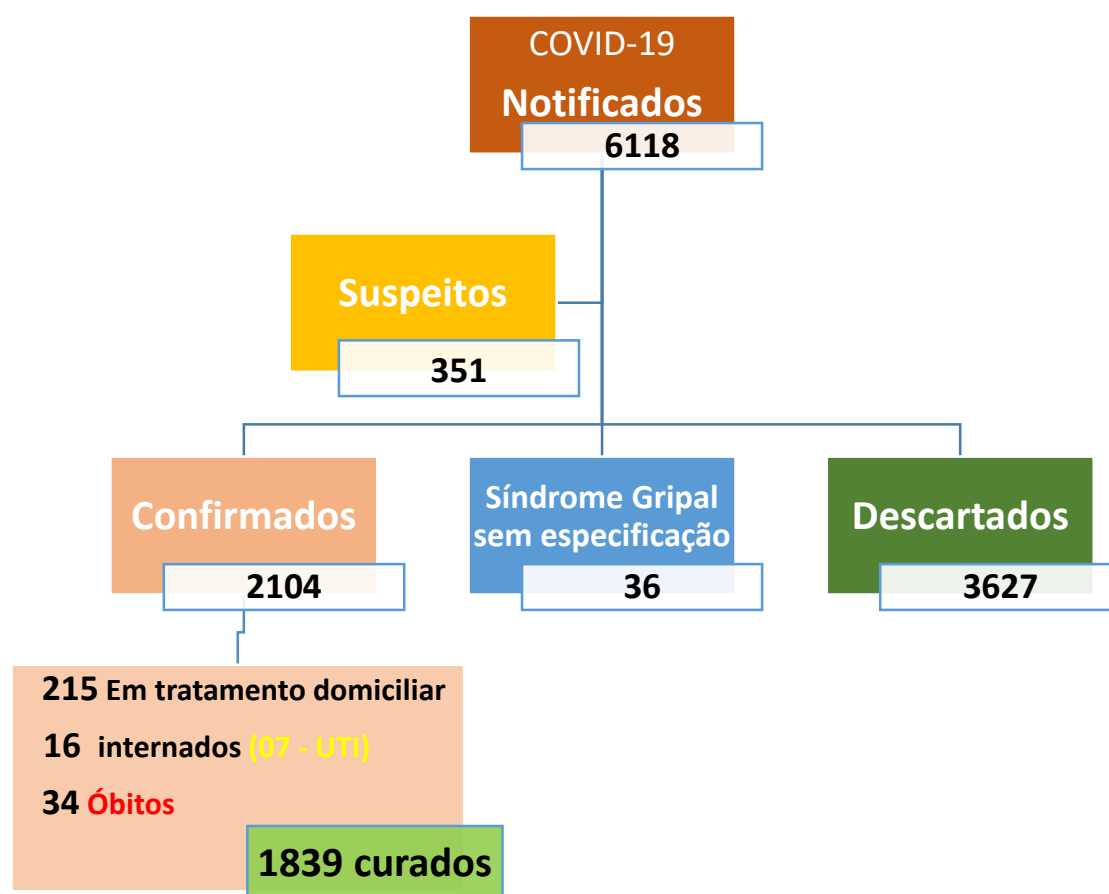 COVID-19
Notificados
6118
Suspeitos
351
Confirmados
2104
Síndrome Gripal
sem especificação
36
Descartados
3627
215 Em tratamento domiciliar
16 internados (07 - UTI)
34 Óbitos
1839 curados